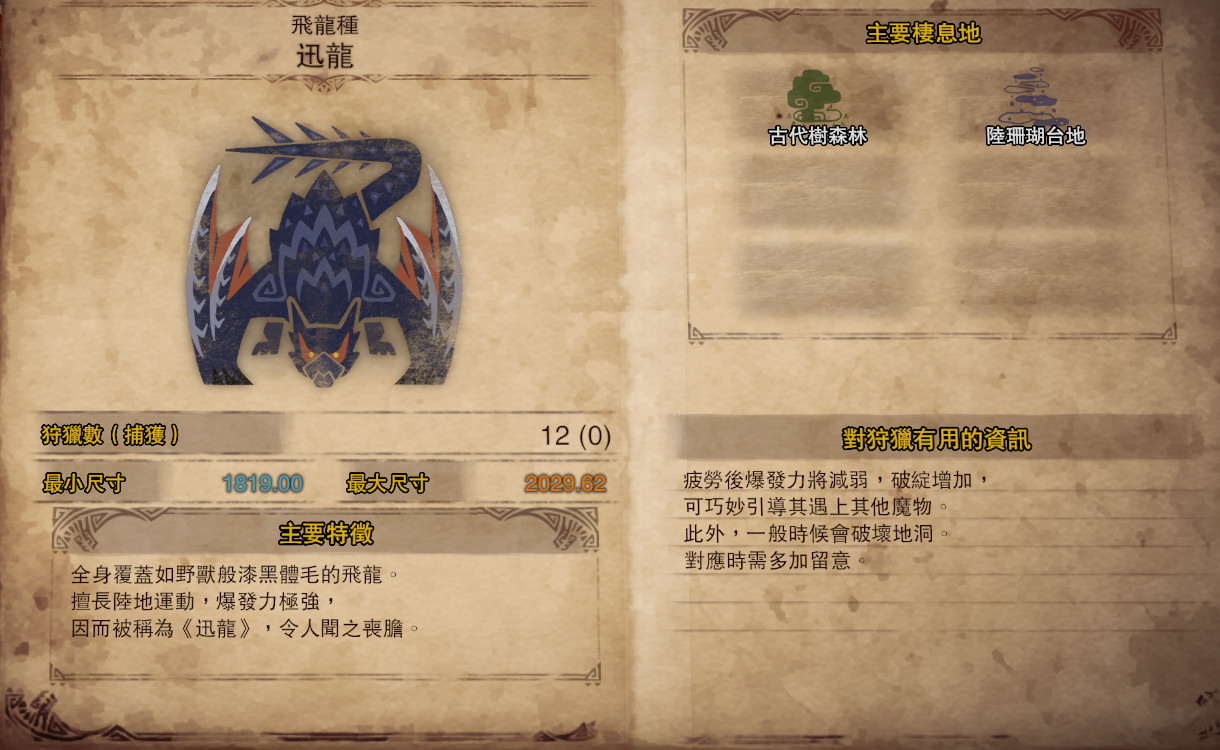 飛龍種
迅龍
狩獵數(捕獲)
12 (0)
最小尺寸 1819.00 最大尺寸 2029.62
主要特徵
全身覆蓋如野獸般漆黑體毛的飛龍。
擅長陸地運動，爆發力極強，
因而被稱為《迅龍》，令人聞之喪膽。
主要棲息地
古代樹森林
陸珊瑚台地
對狩獵有用的資訊
疲勞後爆發力將減弱，破綻增加，
可巧妙引導其遇上其他魔物。
此外，一般時候會破壞地洞。
對應時需多加留意。